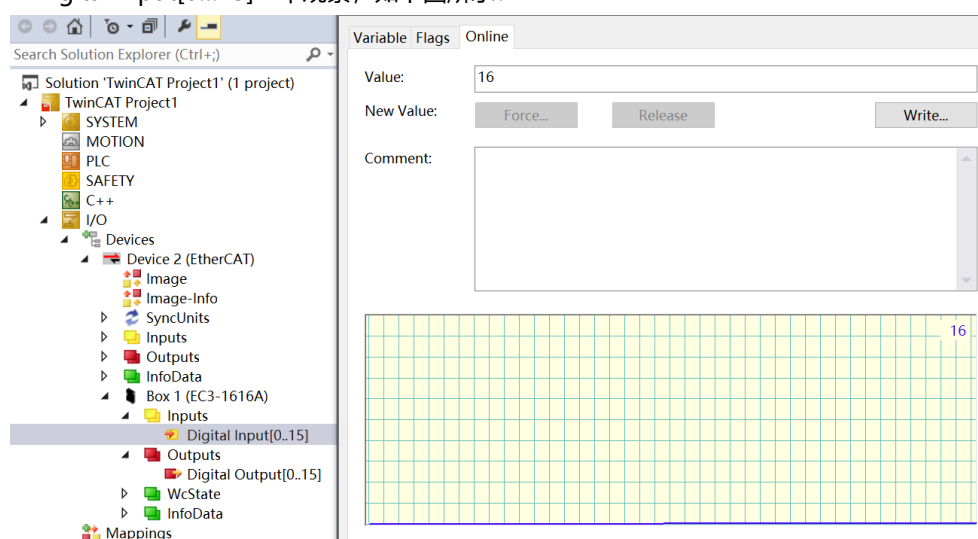 Search Solution Explorer (Ctrl+;)
Solution 'TwinCAT Project1' (1 project)
TwinCAT Project1
SYSTEM
MOTION
PLC
SAFETY
C++
I/O
Devices
Device 2 (EtherCAT)
Image
Image-Info
SyncUnits
Inputs
Outputs
InfoData
Box 1 (EC3-1616A)
Inputs
Digital Input[0..15]
Outputs
Digital Output[0..15]
WcState
InfoData
Mappings
Variable Flags Online
Value: 16
New Value: Force... Release Write...
Comment:
16